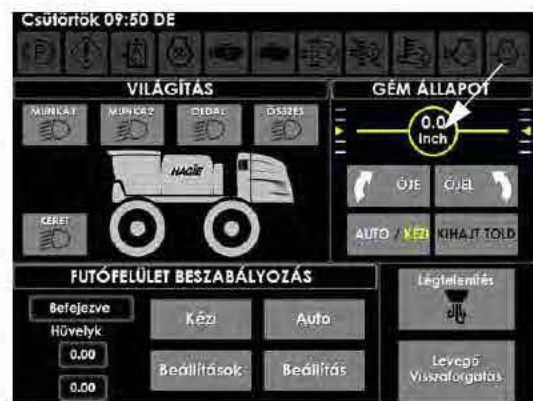 Csütörtök 09:50 DE
VILÁGÍTÁS
GÉM ÁLLAPOT
MUNKA1
MUNKA2
OLDAL
ÖSSZES
0.0
Inch
HAGIE
ÖJE
ÖJEL
KERET
AUTO / KÉZI
KIHAJT TOLD
FUTÓFELÜLET BESZABÁLYOZÁS
Befejezve
Hüvelyk
0.00
0.00
Kézi
Auto
Beállítások
Beállítás
Légtelenítés
Levegő
Visszaforgatás